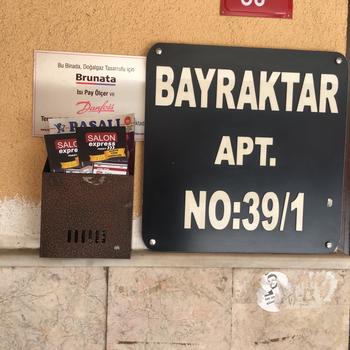 Bu Binada, Doğalgaz Tasarrufu için
Brunata
Isı Pay Ölçer ve
Danfoss
SALON
express
SALON
express
BAYRAKTAR
APT.
NO:39/1